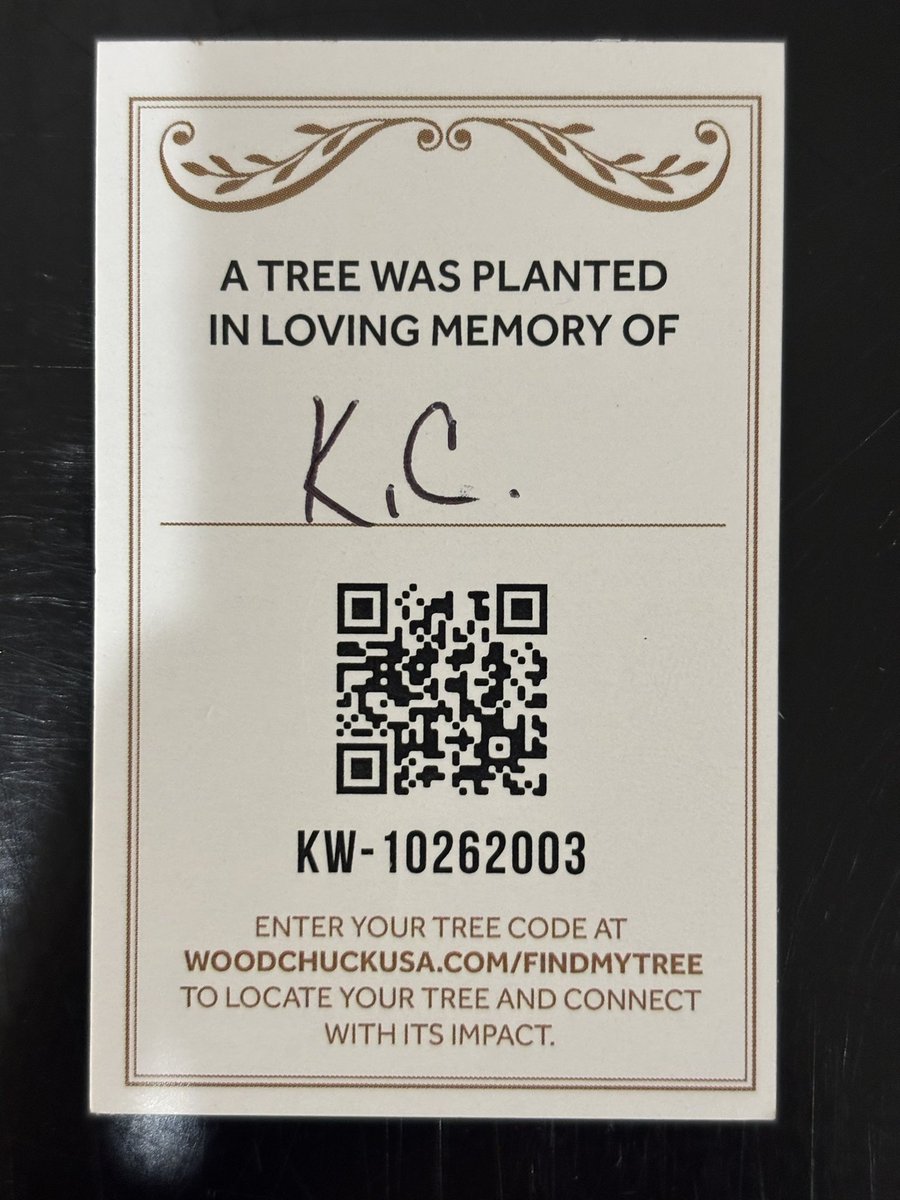 A TREE WAS PLANTED
IN LOVING MEMORY OF
K.C.
KW-10262003
ENTER YOUR TREE CODE AT
WOODCHUCKUSA.COM/FINDMYTREE
TO LOCATE YOUR TREE AND CONNECT
WITH ITS IMPACT.